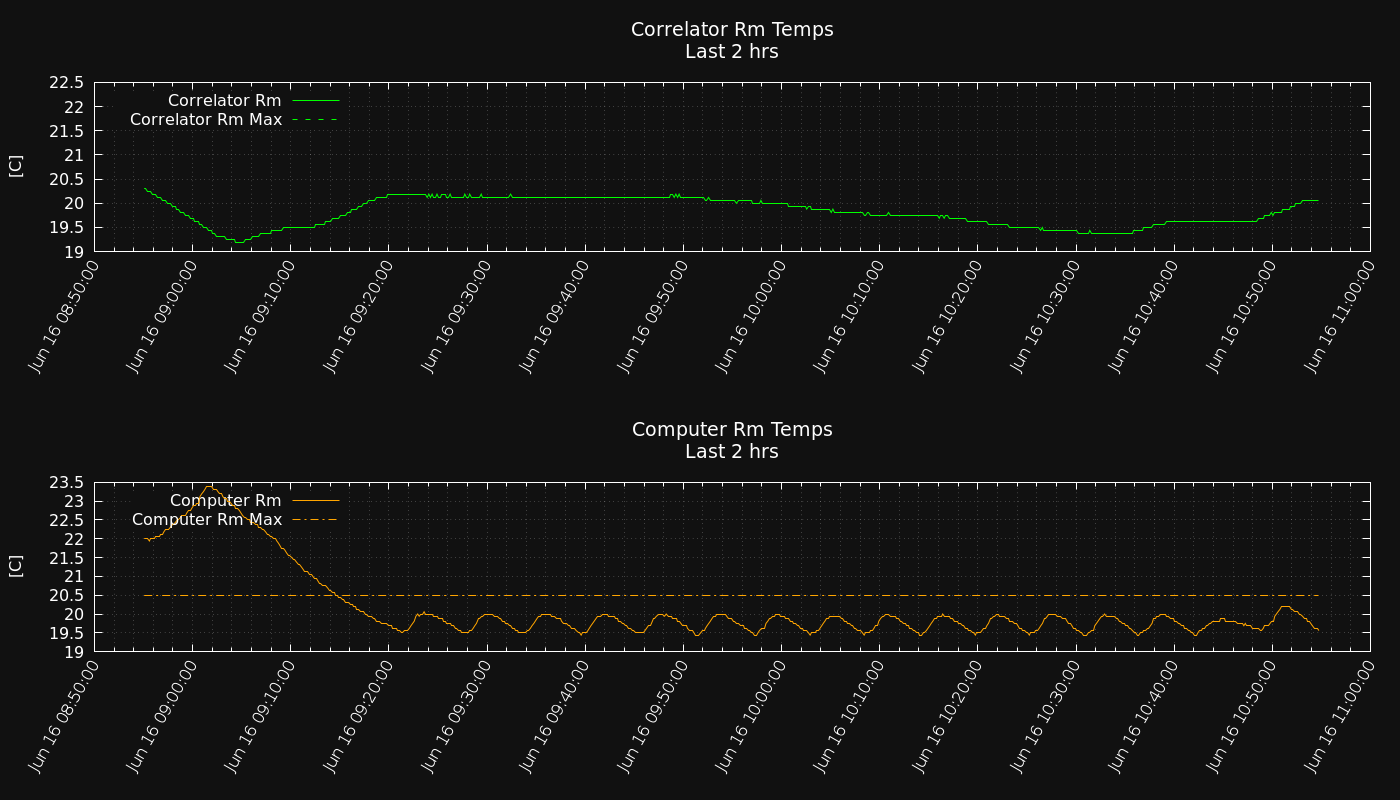 Correlator Rm Temps
Last 2 hrs
[C]
22.5
22
21.5
21
20.5
20
19.5
19
Correlator Rm
Correlator Rm Max
Jun 16 08:50:00
Jun 16 09:00:00
Jun 16 09:10:00
Jun 16 09:20:00
Jun 16 09:30:00
Jun 16 09:40:00
Jun 16 09:50:00
Jun 16 10:00:00
Jun 16 10:10:00
Jun 16 10:20:00
Jun 16 10:30:00
Jun 16 10:40:00
Jun 16 10:50:00
Jun 16 11:00:00
Computer Rm Temps
Last 2 hrs
[C]
23.5
23
22.5
22
21.5
21
20.5
20
19.5
19
Computer Rm
Computer Rm Max
Jun 16 08:50:00
Jun 16 09:00:00
Jun 16 09:10:00
Jun 16 09:20:00
Jun 16 09:30:00
Jun 16 09:40:00
Jun 16 09:50:00
Jun 16 10:00:00
Jun 16 10:10:00
Jun 16 10:20:00
Jun 16 10:30:00
Jun 16 10:40:00
Jun 16 10:50:00
Jun 16 11:00:00